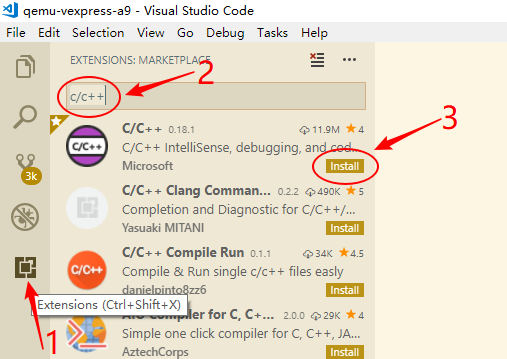 qemu-vexpress-a9 - Visual Studio Code
File Edit Selection View Go Debug Tasks Help
EXTENSIONS: MARKETPLACE
2
c/c++
3
C/C++ 0.18.1 11.9M 4
C/C++ IntelliSense, debugging, and cod...
Microsoft Install
C/C++
3k
C/C++ Clang Comman... 0.2.2 490K 5
Completion and Diagnostic for C/C++/...
Yasuaki MITANI Install
C/C++ Compile Run 0.1.1 34K 4.5
Compile & Run single c/c++ files easily
danielpinto8zz6 Install
C/C++
Extensions (Ctrl+Shift+X)
1
AIO Compiler for C, C+... 2.0.0 29K 4
Simple one click compiler for C, C++, JA...
AztechCorps Install